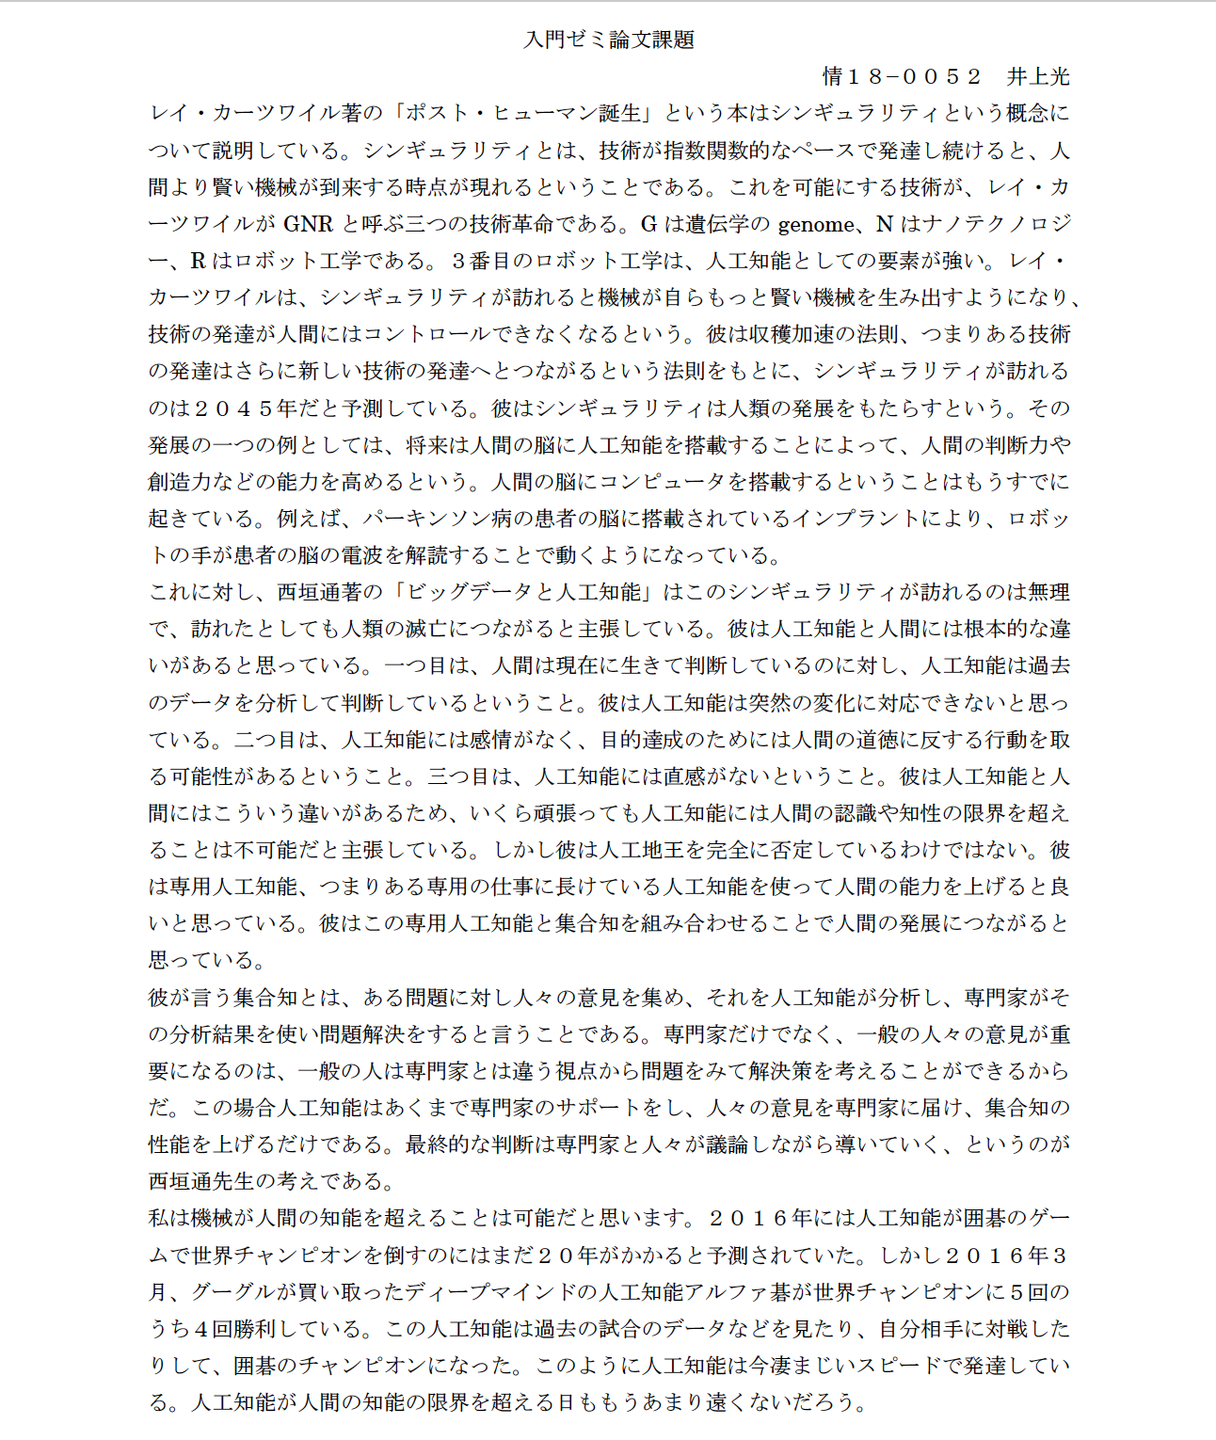 入門ゼミ論文課題
情１８−００５２　井上光
レイ・カーツワイル著の「ポスト・ヒューマン誕生」という本はシンギュラリティという概念に
ついて説明している。シンギュラリティとは、技術が指数関数的なペースで発達し続けると、人
間より賢い機械が到来する時点が現れるということである。これを可能にする技術が、レイ・カ
ーツワイルが GNR と呼ぶ三つの技術革命である。G は遺伝学の genome、N はナノテクノロジ
ー、R はロボット工学である。３番目のロボット工学は、人工知能としての要素が強い。レイ・
カーツワイルは、シンギュラリティが訪れると機械が自らもっと賢い機械を生み出すようになり、
技術の発達が人間にはコントロールできなくなるという。彼は収穫加速の法則、つまりある技術
の発達はさらに新しい技術の発達へとつながるという法則をもとに、シンギュラリティが訪れる
のは２０４５年だと予測している。彼はシンギュラリティは人類の発展をもたらすという。その
発展の一つの例としては、将来は人間の脳に人工知能を搭載することによって、人間の判断力や
創造力などの能力を高めるという。人間の脳にコンピュータを搭載するということはもうすでに
起きている。例えば、パーキンソン病の患者の脳に搭載されているインプラントにより、ロボッ
トの手が患者の脳の電波を解読することで動くようになっている。
これに対し、西垣通著の「ビッグデータと人工知能」はこのシンギュラリティが訪れるのは無理
で、訪れたとしても人類の滅亡につながると主張している。彼は人工知能と人間には根本的な違
いがあると思っている。一つ目は、人間は現在に生きて判断しているのに対し、人工知能は過去
のデータを分析して判断しているということ。彼は人工知能は突然の変化に対応できないと思っ
ている。二つ目は、人工知能には感情がなく、目的達成のためには人間の道徳に反する行動を取
る可能性があるということ。三つ目は、人工知能には直感がないということ。彼は人工知能と人
間にはこういう違いがあるため、いくら頑張っても人工知能には人間の認識や知性の限界を超え
ることは不可能だと主張している。しかし彼は人工地王を完全に否定しているわけではない。彼
は専用人工知能、つまりある専用の仕事に長けている人工知能を使って人間の能力を上げると良
いと思っている。彼はこの専用人工知能と集合知を組み合わせることで人間の発展につながると
思っている。
彼が言う集合知とは、ある問題に対し人々の意見を集め、それを人工知能が分析し、専門家がそ
の分析結果を使い問題解決をすると言うことである。専門家だけでなく、一般の人々の意見が重
要になるのは、一般の人は専門家とは違う視点から問題をみて解決策を考えることができるから
だ。この場合人工知能はあくまで専門家のサポートをし、人々の意見を専門家に届け、集合知の
性能を上げるだけである。最終的な判断は専門家と人々が議論しながら導いていく、というのが
西垣通先生の考えである。
私は機械が人間の知能を超えることは可能だと思います。２０１６年には人工知能が囲碁のゲー
ムで世界チャンピオンを倒すのにはまだ２０年がかかると予測されていた。しかし２０１６年３
月、グーグルが買い取ったディープマインドの人工知能アルファ碁が世界チャンピオンに５回の
うち４回勝利している。この人工知能は過去の試合のデータなどを見たり、自分相手に対戦した
りして、囲碁のチャンピオンになった。このように人工知能は今凄まじいスピードで発達してい
る。人工知能が人間の知能の限界を超える日ももうあまり遠くないだろう。